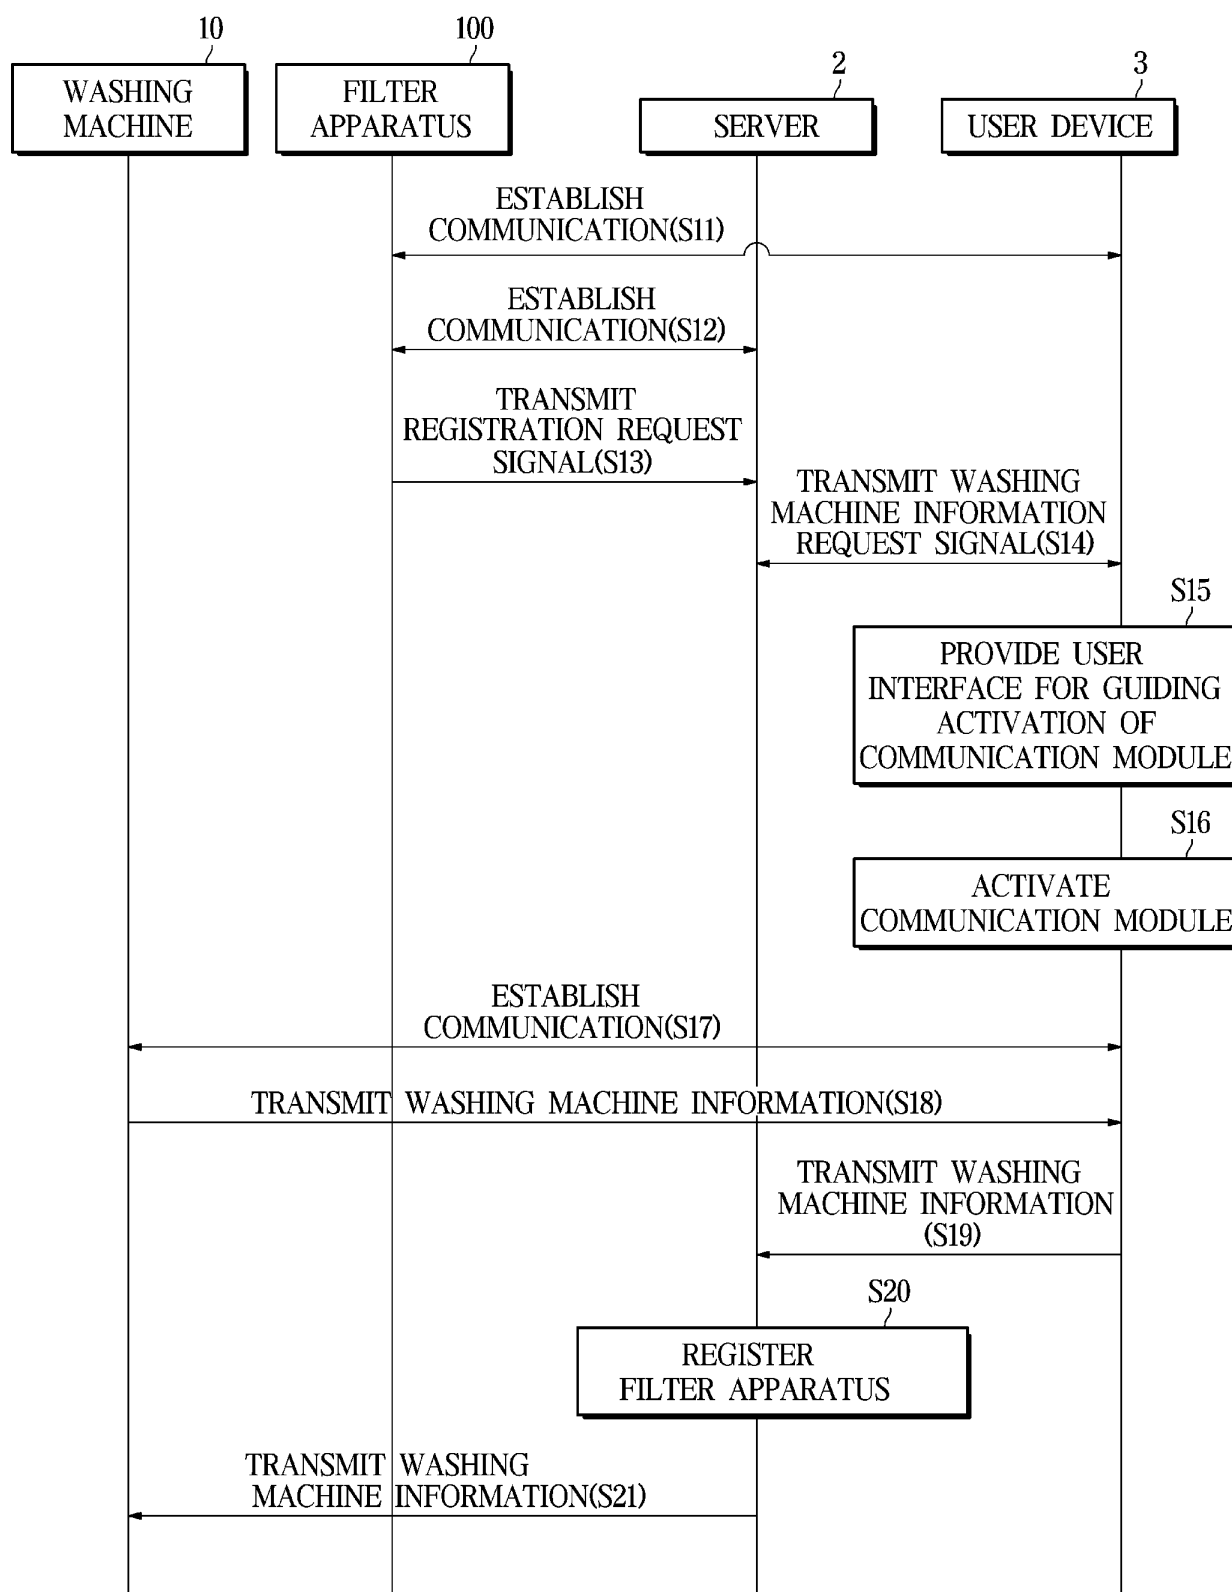 10
WASHING
MACHINE
100
FILTER
APPARATUS
2
SERVER
3
USER DEVICE
ESTABLISH
COMMUNICATION(S11)
ESTABLISH
COMMUNICATION(S12)
TRANSMIT
REGISTRATION REQUEST
SIGNAL(S13)
TRANSMIT WASHING
MACHINE INFORMATION
REQUEST SIGNAL(S14)
S15
PROVIDE USER
INTERFACE FOR GUIDING
ACTIVATION OF
COMMUNICATION MODULE
S16
ACTIVATE
COMMUNICATION MODULE
ESTABLISH
COMMUNICATION(S17)
TRANSMIT WASHING MACHINE INFORMATION(S18)
TRANSMIT WASHING
MACHINE INFORMATION
(S19)
S20
REGISTER
FILTER APPARATUS
TRANSMIT WASHING
MACHINE INFORMATION(S21)